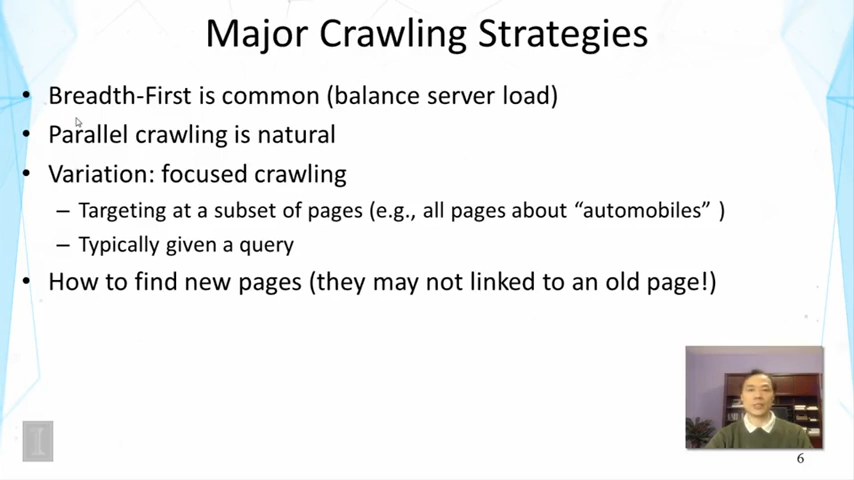 Major Crawling Strategies
• Breadth-First is common (balance server load)
• Parallel crawling is natural
• Variation: focused crawling
– Targeting at a subset of pages (e.g., all pages about “automobiles” )
– Typically given a query
• How to find new pages (they may not linked to an old page!)
I
6